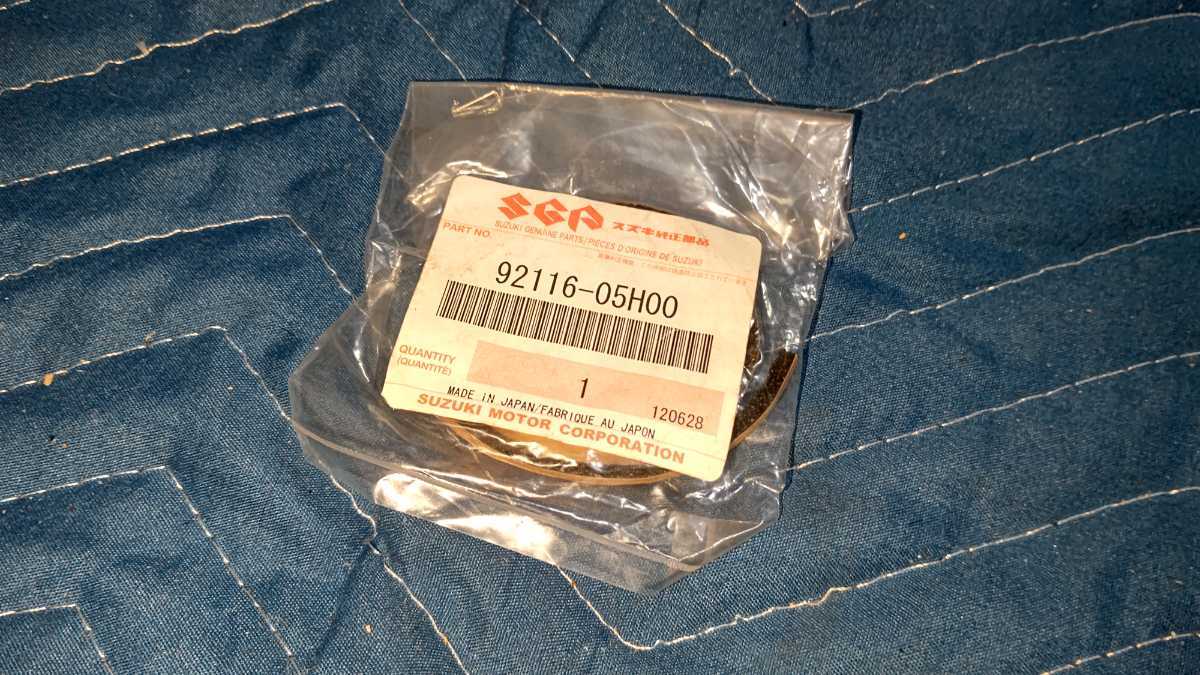 SGP スズキ純正部品
SUZUKI GENUINE PARTS/PIECES D'ORIGINE DE SUZUKI
PART NO.
92116-05H00
QUANTITY
(QUANTITÉ)
1
120628
MADE IN JAPAN/FABRIQUE AU JAPON
SUZUKI MOTOR CORPORATION